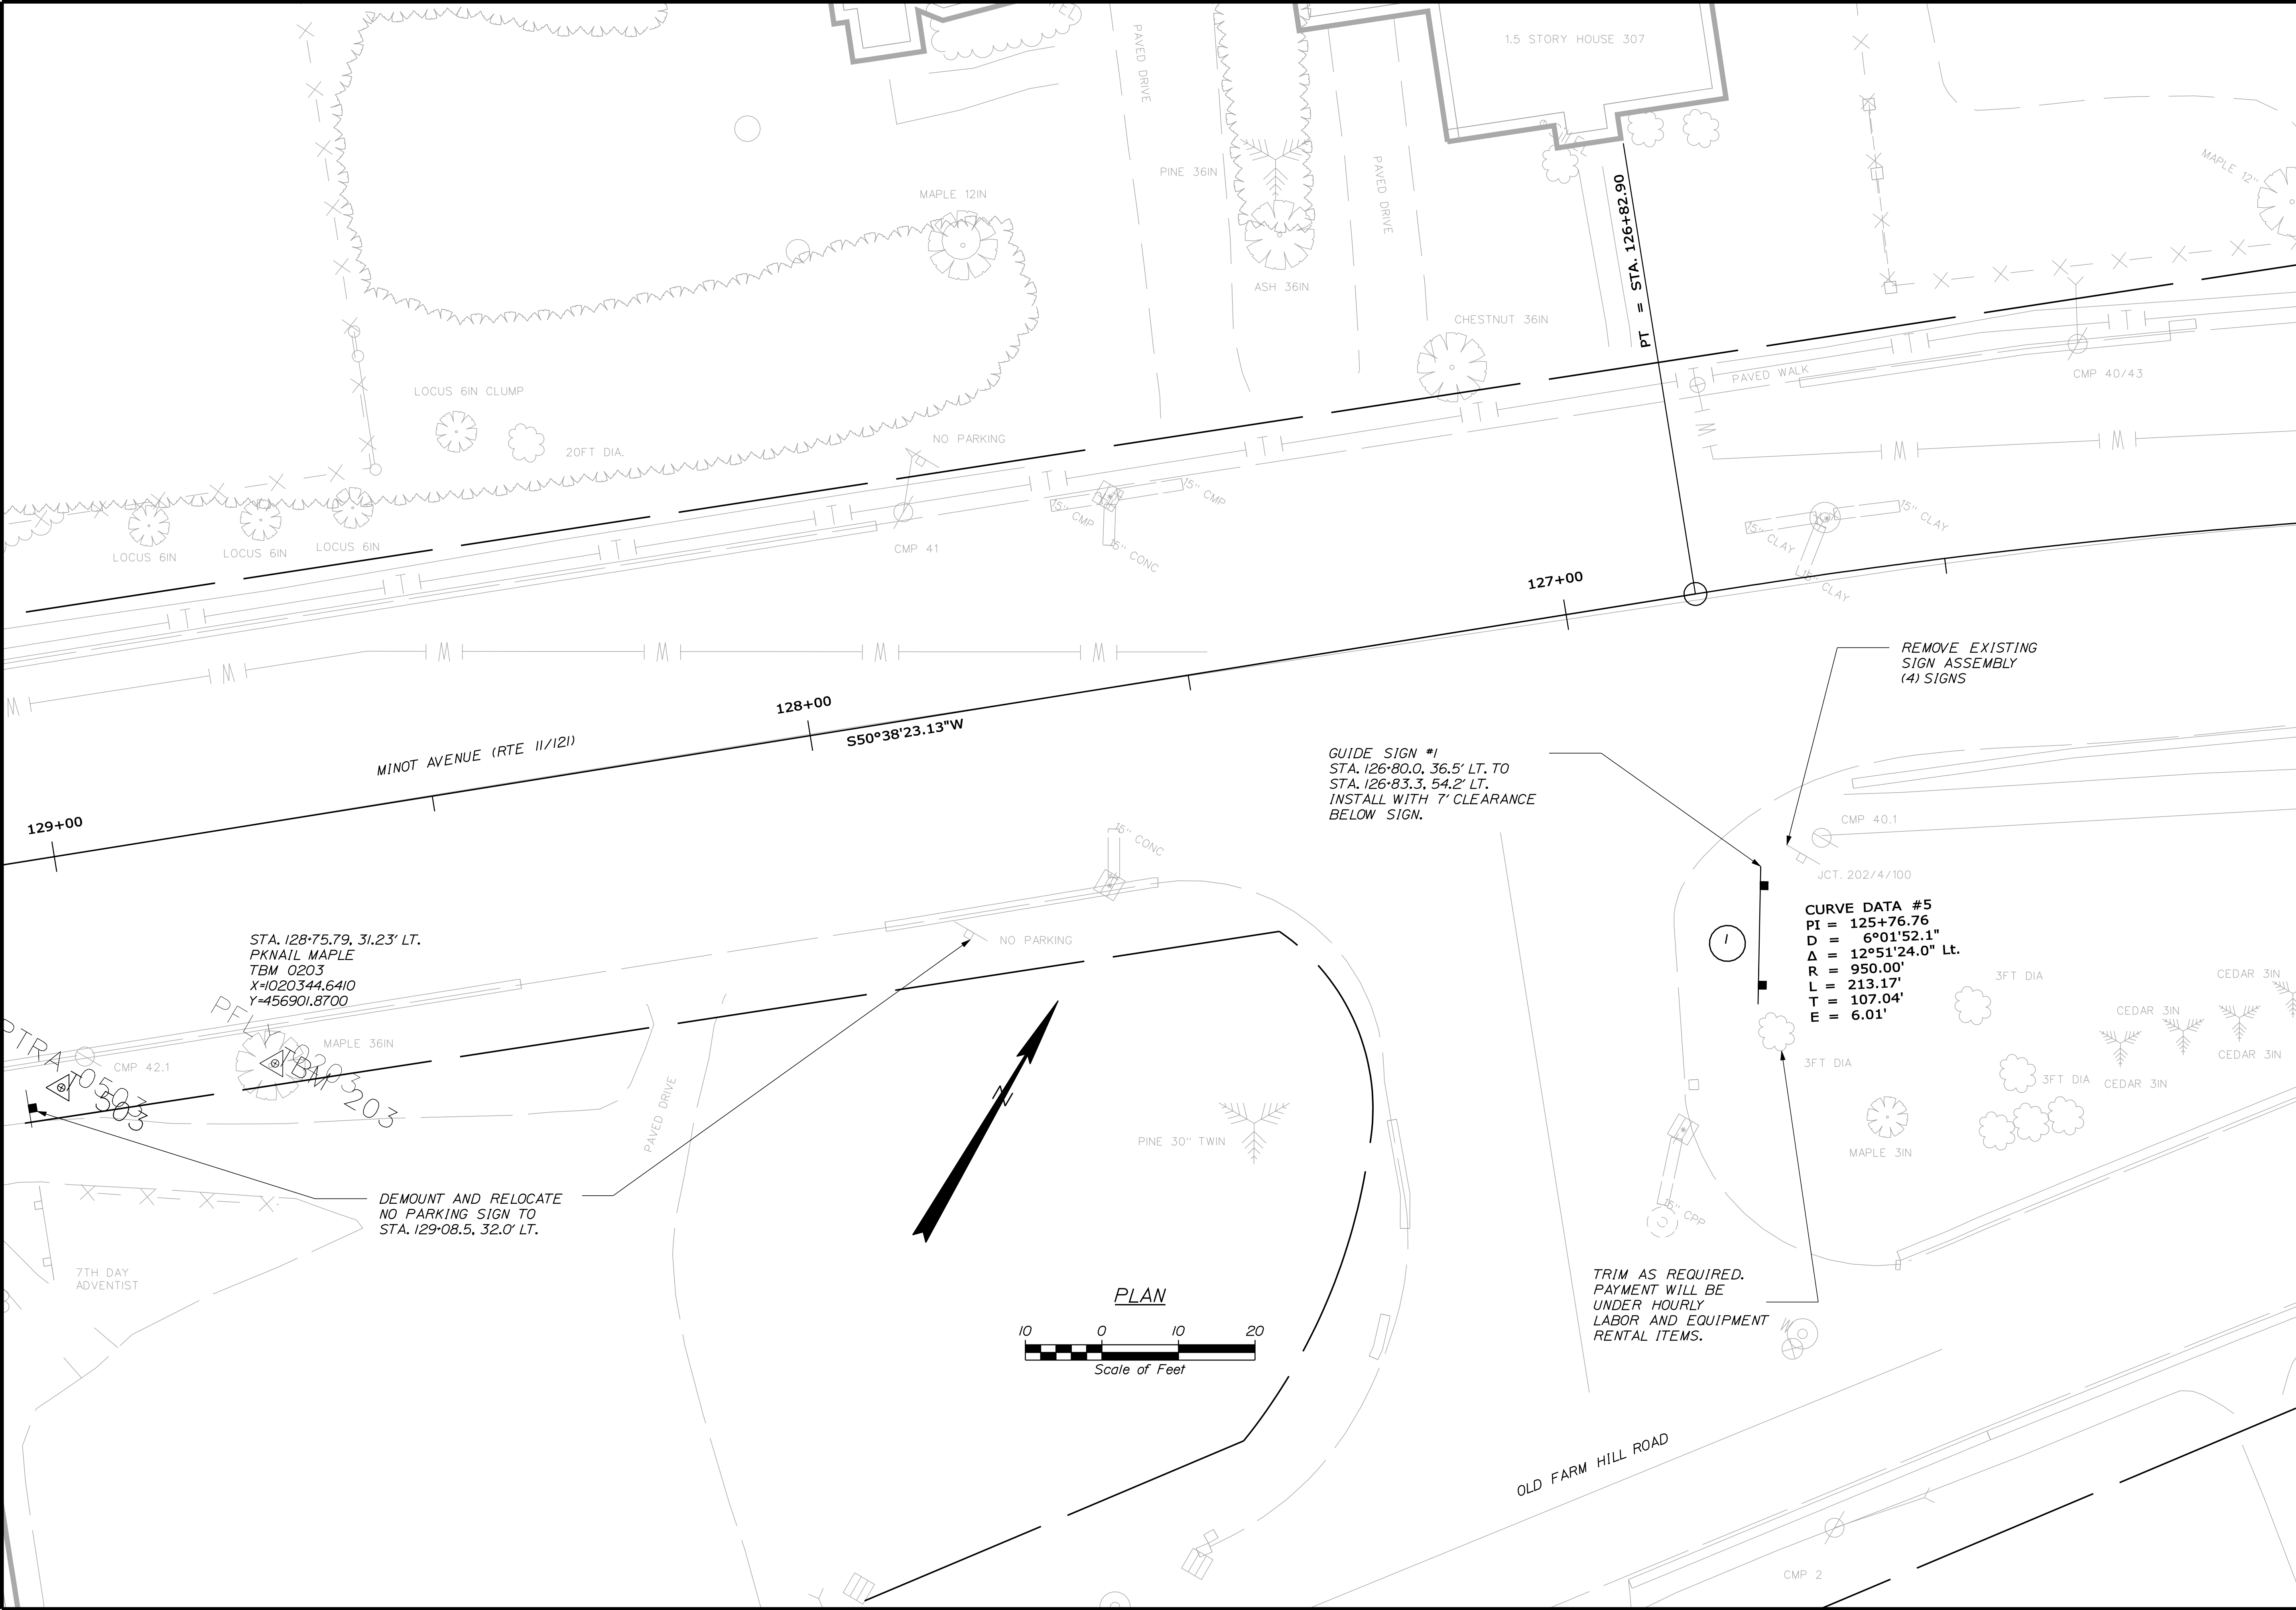 1.5 STORY HOUSE 307
PAVED DRIVE
PAVED DRIVE
PINE 36IN
MAPLE 12IN
ASH 36IN
CHESTNUT 36IN
MAPLE 12"
PT = STA. 126+82.90
PAVED WALK
CMP 40/43
LOCUS 6IN CLUMP
20FT DIA.
NO PARKING
LOCUS 6IN
LOCUS 6IN
LOCUS 6IN
CMP 41
15" CMP
15" CMP
15" CONC
15" CLAY
15" CLAY
15" CLAY
T
T
T
T
T
T
T
T
T
M
M
M
M
M
M
M
M
127+00
128+00
129+00
S50°38'23.13"W
MINOT AVENUE (RTE 11/121)
REMOVE EXISTING
SIGN ASSEMBLY
(4) SIGNS
GUIDE SIGN #1
STA. 126+80.0, 36.5' LT. TO
STA. 126+83.3, 54.2' LT.
INSTALL WITH 7' CLEARANCE
BELOW SIGN.
CMP 40.1
JCT. 202/4/100
1
CURVE DATA #5
PI = 125+76.76
D = 6°01'52.1"
Δ = 12°51'24.0" Lt.
R = 950.00'
L = 213.17'
T = 107.04'
E = 6.01'
15" CONC
NO PARKING
STA. 128+75.79, 31.23' LT.
PKNAIL MAPLE
TBM 0203
X=1020344.6410
Y=456901.8700
MAPLE 36IN
CMP 42.1
TBM 203
PAVED DRIVE
N
PINE 30" TWIN
3FT DIA
CEDAR 3IN
CEDAR 3IN
CEDAR 3IN
CEDAR 3IN
3FT DIA
3FT DIA
MAPLE 3IN
15" CPP
DEMOUNT AND RELOCATE
NO PARKING SIGN TO
STA. 129+08.5, 32.0' LT.
7TH DAY
ADVENTIST
PLAN
10 0 10 20
Scale of Feet
TRIM AS REQUIRED.
PAYMENT WILL BE
UNDER HOURLY
LABOR AND EQUIPMENT
RENTAL ITEMS.
W
OLD FARM HILL ROAD
CMP 2